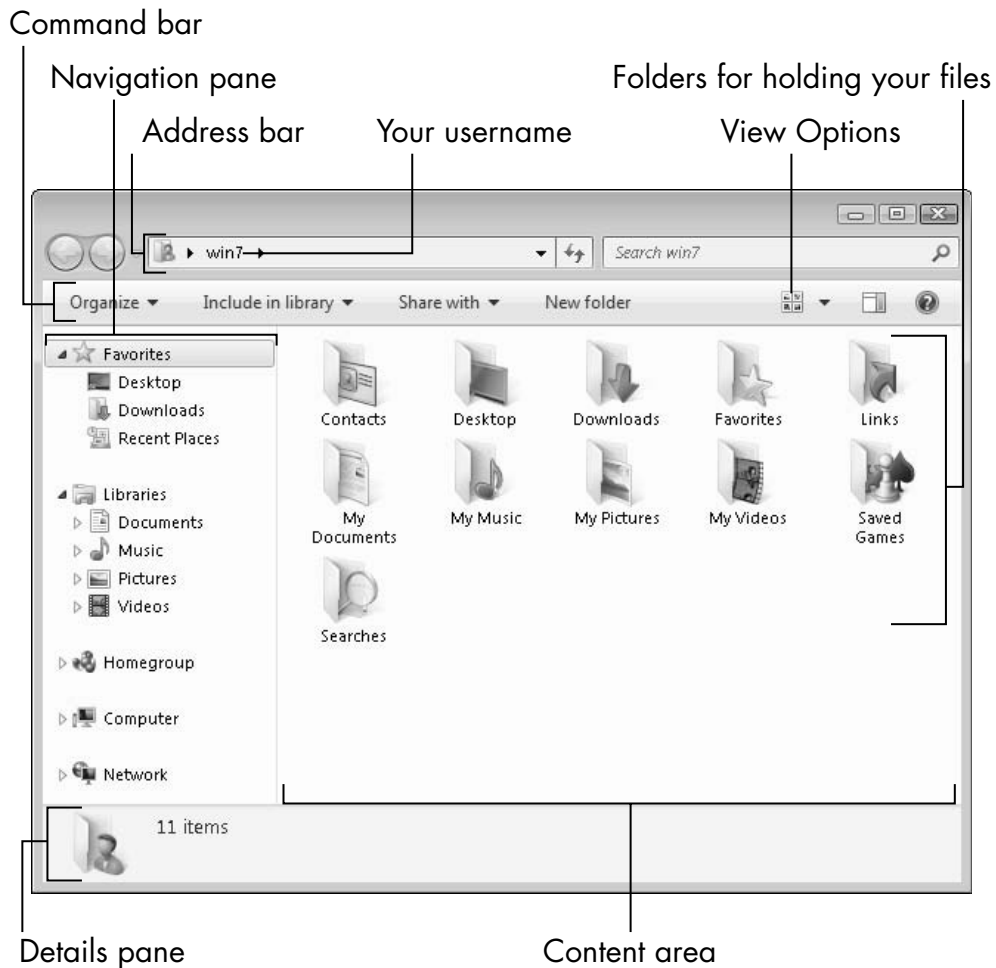 Command bar
Navigation pane
Folders for holding your files
Address bar
Your username
View Options
win7
Search win7
Organize
Include in library
Share with
New folder
Favorites
Desktop
Downloads
Recent Places
Libraries
Documents
Music
Pictures
Videos
Homegroup
Computer
Network
Contacts
Desktop
Downloads
Favorites
Links
My
Documents
My Music
My Pictures
My Videos
Saved
Games
Searches
11 items
Details pane
Content area